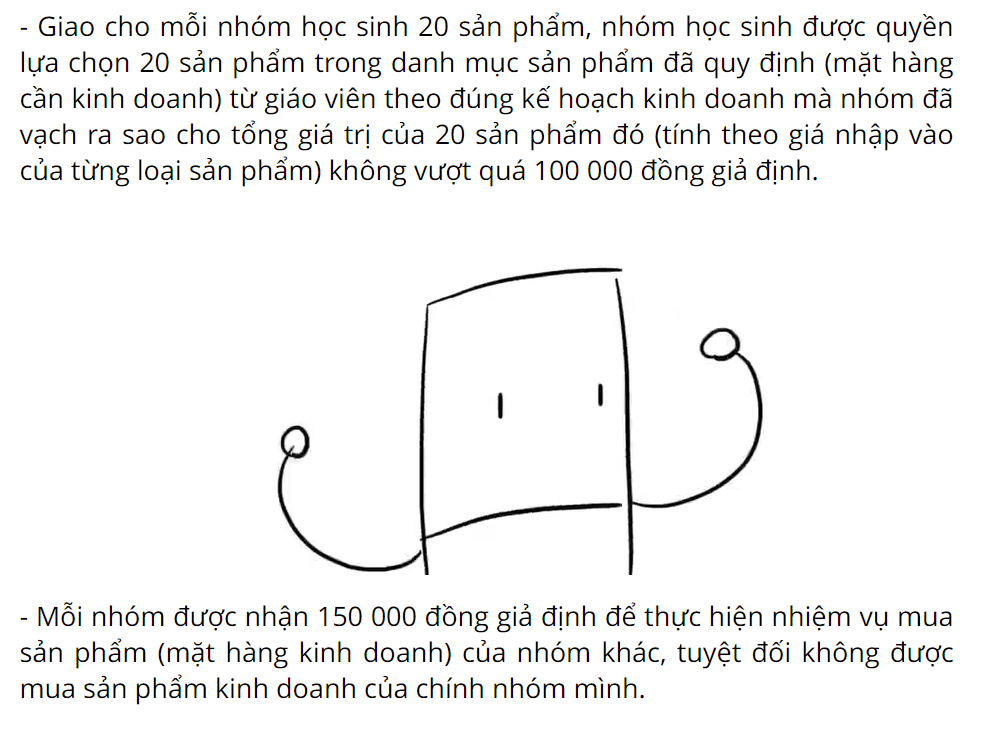 - Giao cho mỗi nhóm học sinh 20 sản phẩm, nhóm học sinh được quyền
lựa chọn 20 sản phẩm trong danh mục sản phẩm đã quy định (mặt hàng
cần kinh doanh) từ giáo viên theo đúng kế hoạch kinh doanh mà nhóm đã
vạch ra sao cho tổng giá trị của 20 sản phẩm đó (tính theo giá nhập vào
của từng loại sản phẩm) không vượt quá 100 000 đồng giả định.
- Mỗi nhóm được nhận 150 000 đồng giả định để thực hiện nhiệm vụ mua
sản phẩm (mặt hàng kinh doanh) của nhóm khác, tuyệt đối không được
mua sản phẩm kinh doanh của chính nhóm mình.